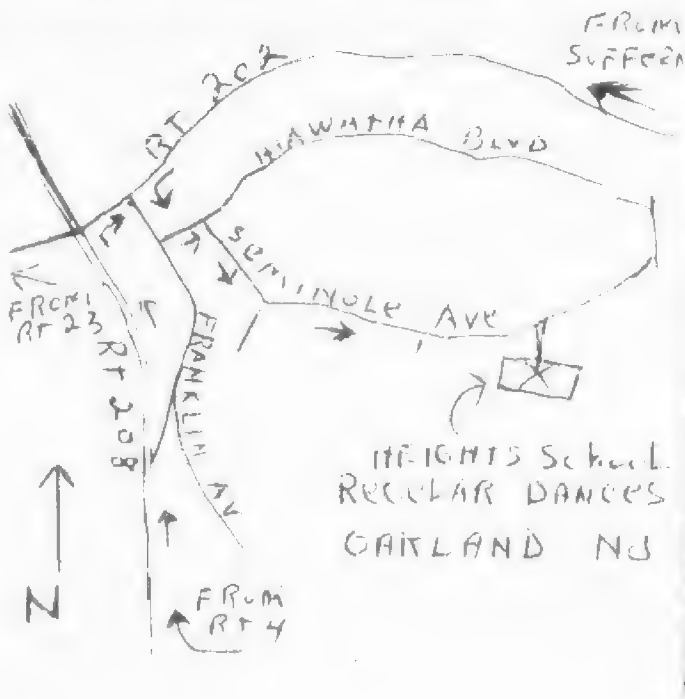 FROM
SUFFERN
RT 202
HIAWATHA BLVD
SEMINOLE AVE
FROM
RT 23
RT 208
FRANKLIN AV
HEIGHTS School
REGULAR DANCES
OAKLAND NJ
N
FROM
RT 4